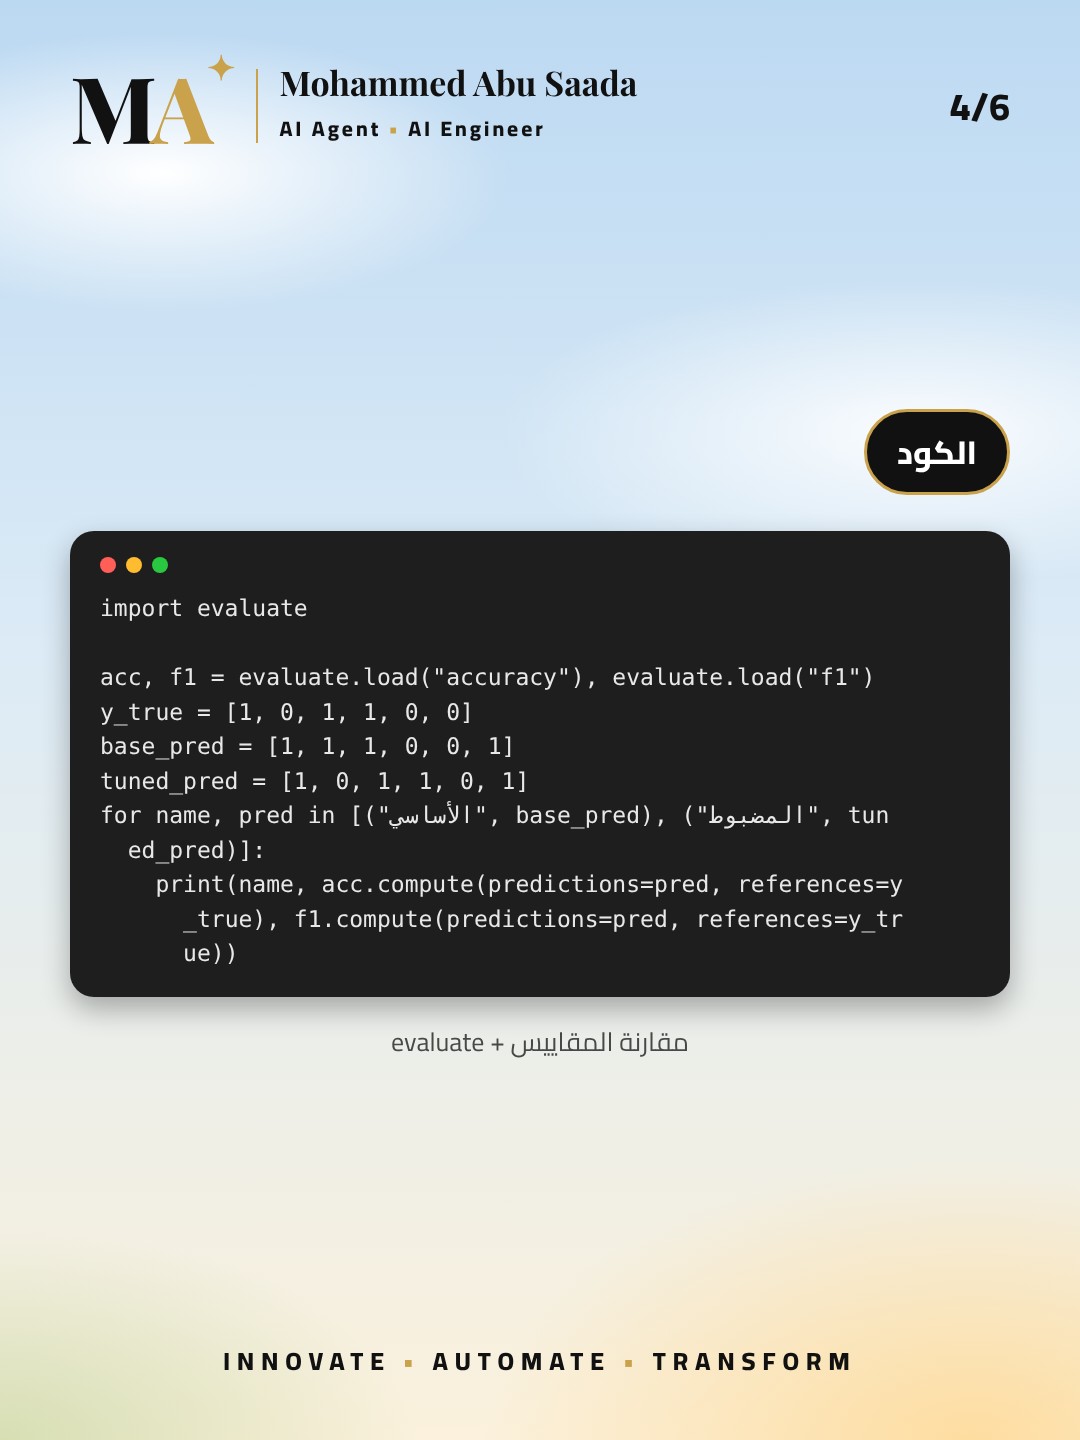 MA
Mohammed Abu Saada
AI Agent ▪ AI Engineer
4/6
الكود
import evaluate

acc, f1 = evaluate.load("accuracy"), evaluate.load("f1")
y_true = [1, 0, 1, 1, 0, 0]
base_pred = [1, 1, 1, 0, 0, 1]
tuned_pred = [1, 0, 1, 1, 0, 1]
for name, pred in [("الأساسي", base_pred), ("المضبوط", tun
ed_pred)]:
print(name, acc.compute(predictions=pred, references=y
_true), f1.compute(predictions=pred, references=y_tr
ue))
مقارنة المقاييس + evaluate
INNOVATE ▪ AUTOMATE ▪ TRANSFORM